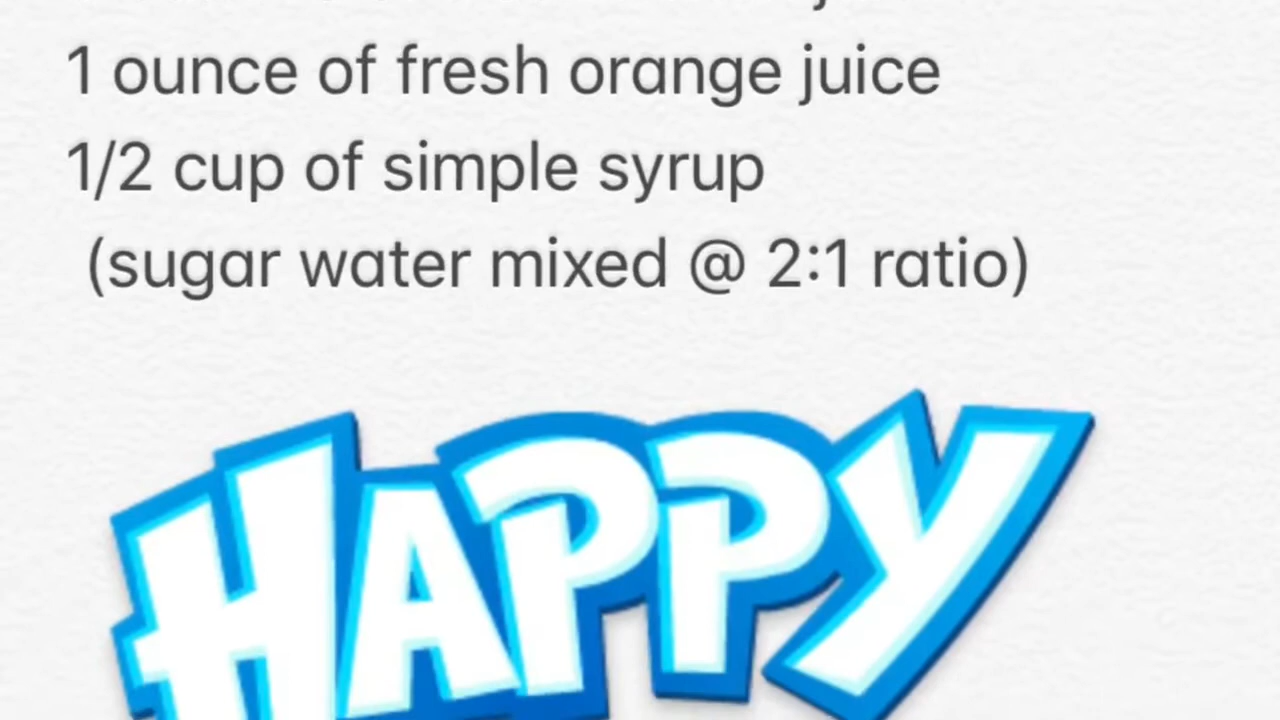 1 ounce of fresh orange juice
1/2 cup of simple syrup
(sugar water mixed @ 2:1 ratio)
HAPPY